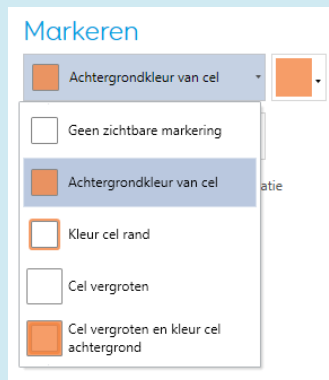 Markeren
Achtergrondkleur van cel
Geen zichtbare markering
Achtergrondkleur van cel
atie
Kleur cel rand
Cel vergroten
Cel vergroten en kleur cel
achtergrond